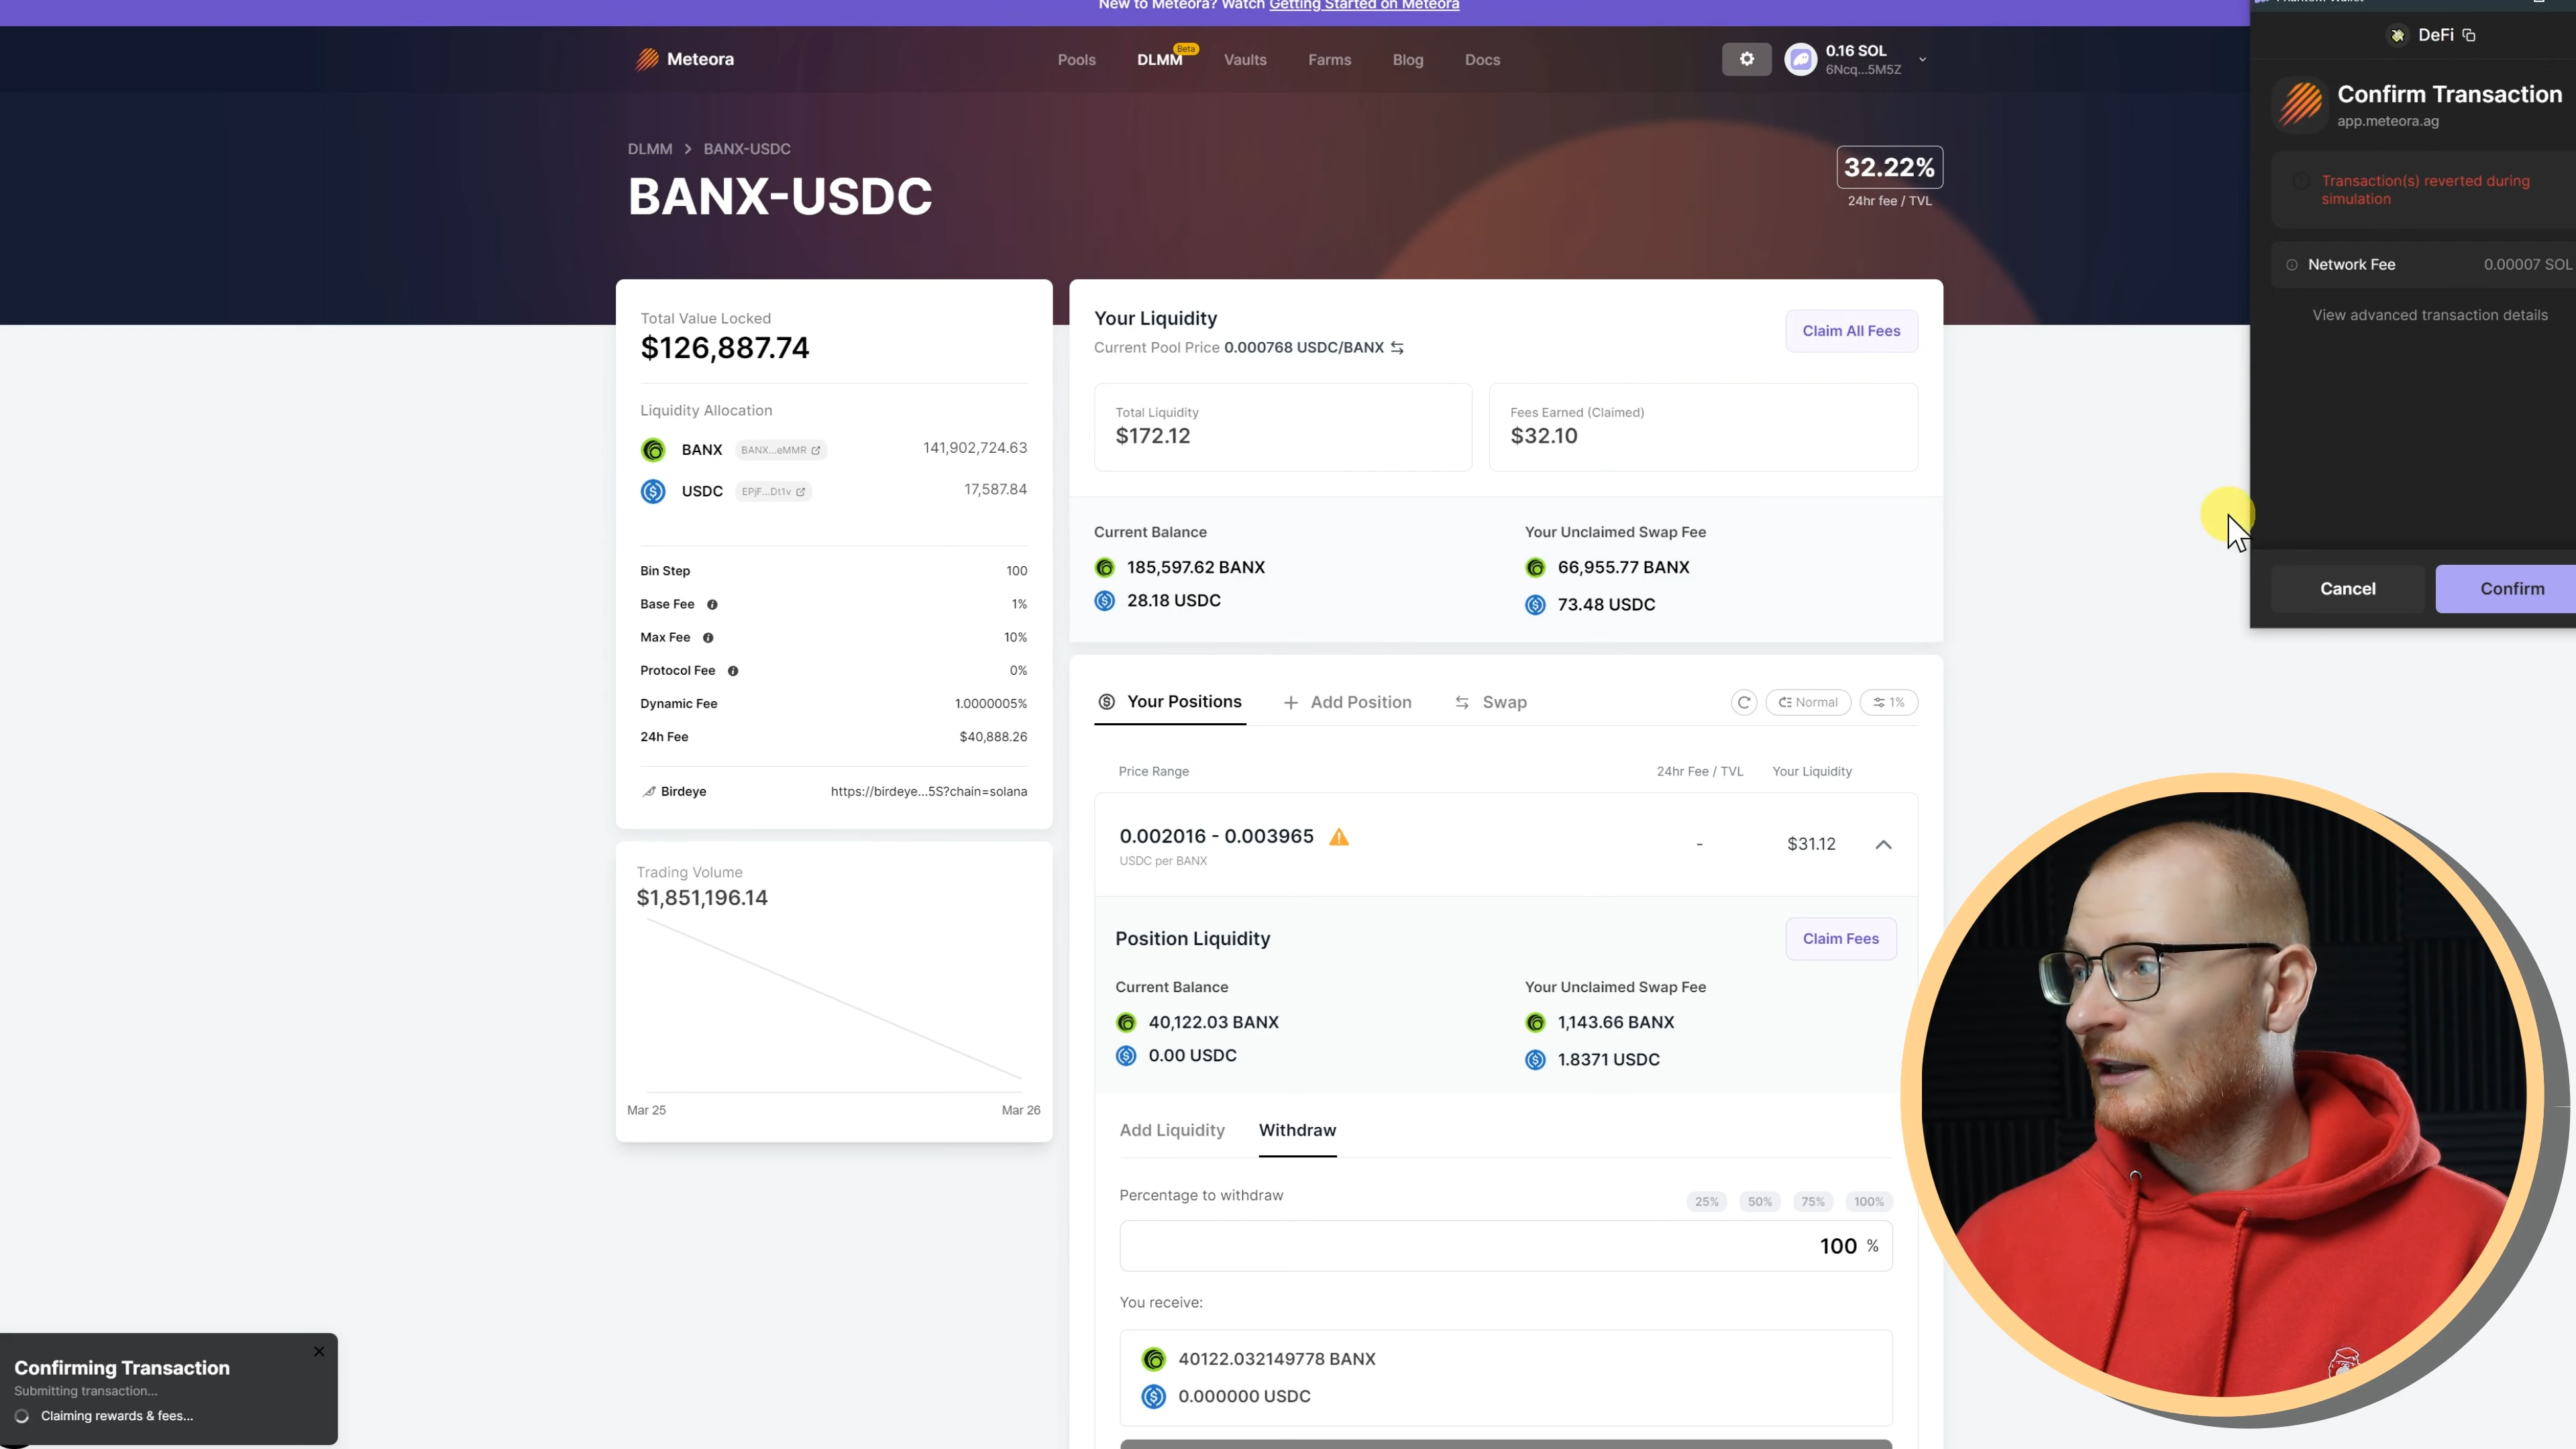 New to Meteora? Watch Getting Started on Meteora
Meteora
Pools
DLMM
Beta
Vaults
Farms
Blog
Docs
0.16 SOL
6Ncq...5M5Z
DLMM > BANX-USDC
BANX-USDC
32.22%
24hr fee / TVL
Total Value Locked
$126,887.74
Liquidity Allocation
BANX BANX...eMMR 141,902,724.63
USDC EPjF...Dt1v 17,587.84
Bin Step 100
Base Fee 1%
Max Fee 10%
Protocol Fee 0%
Dynamic Fee 1.0000005%
24h Fee $40,888.26
Birdeye https://birdeye...5S?chain=solana
Trading Volume
$1,851,196.14
Mar 25 Mar 26
Your Liquidity
Current Pool Price 0.000768 USDC/BANX
Claim All Fees
Total Liquidity
$172.12
Fees Earned (Claimed)
$32.10
Current Balance
185,597.62 BANX
28.18 USDC
Your Unclaimed Swap Fee
66,955.77 BANX
73.48 USDC
Your Positions
Add Position
Swap
Normal
1%
Price Range 24hr Fee / TVL Your Liquidity
0.002016 - 0.003965 - $31.12
USDC per BANX
Position Liquidity
Claim Fees
Current Balance
40,122.03 BANX
0.00 USDC
Your Unclaimed Swap Fee
1,143.66 BANX
1.8371 USDC
Add Liquidity Withdraw
Percentage to withdraw
25% 50% 75% 100%
100 %
You receive:
40122.032149778 BANX
0.000000 USDC
DeFi
Confirm Transaction
app.meteora.ag
Transaction(s) reverted during
simulation
Network Fee 0.00007 SOL
View advanced transaction details
Cancel Confirm
Confirming Transaction
Submitting transaction...
Claiming rewards & fees...